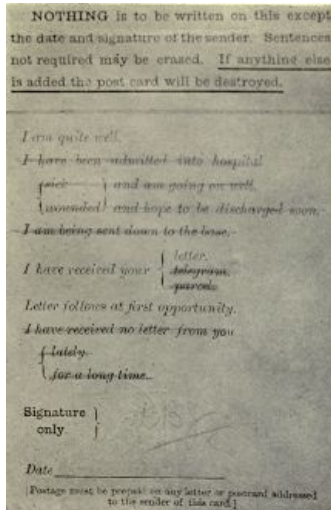 NOTHING is to be written on this except
the date and signature of the sender. Sentences
not required may be erased. If anything else
is added the post card will be destroyed.
I am quite well.
I have been admitted into hospital
sick and am going on well.
wounded and hope to be discharged soon.
I am being sent down to the base.
letter.
I have received your telegram.
parcel.
Letter follows at first opportunity.
I have received no letter from you
lately.
for a long time.
Signature
only.
Date
[Postage must be prepaid on any letter or postcard addressed
to the sender of this card.]